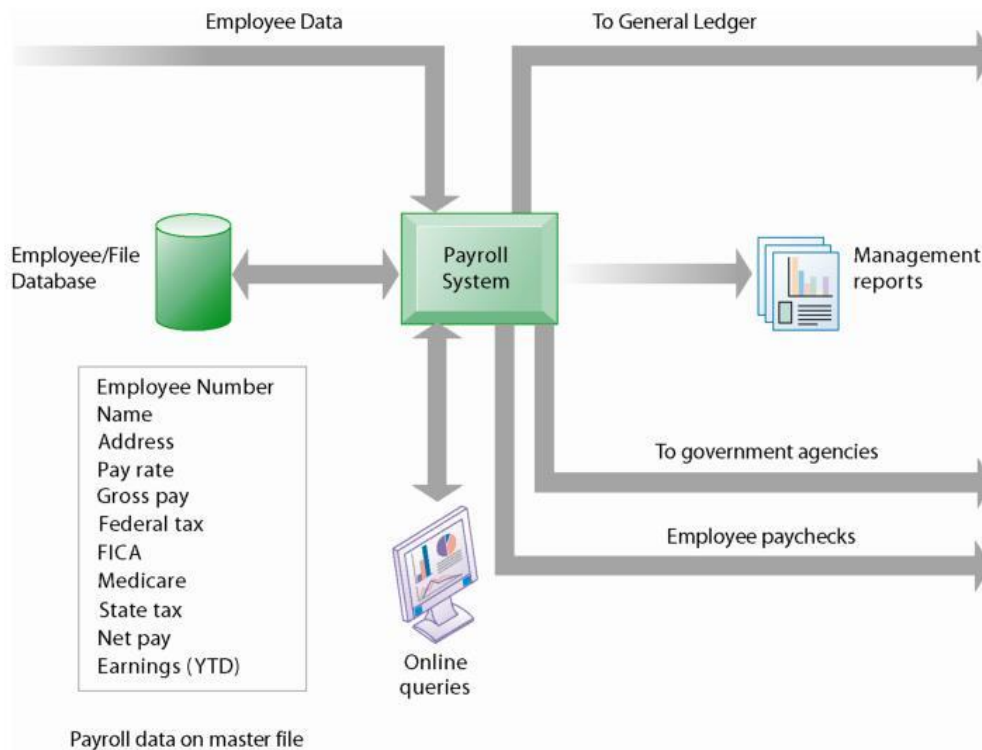 Employee Data
To General Ledger
Employee/File
Database
Payroll
System
Management
reports
Employee Number
Name
Address
Pay rate
Gross pay
Federal tax
FICA
Medicare
State tax
Net pay
Earnings (YTD)
To government agencies
Employee paychecks
Online
queries
Payroll data on master file